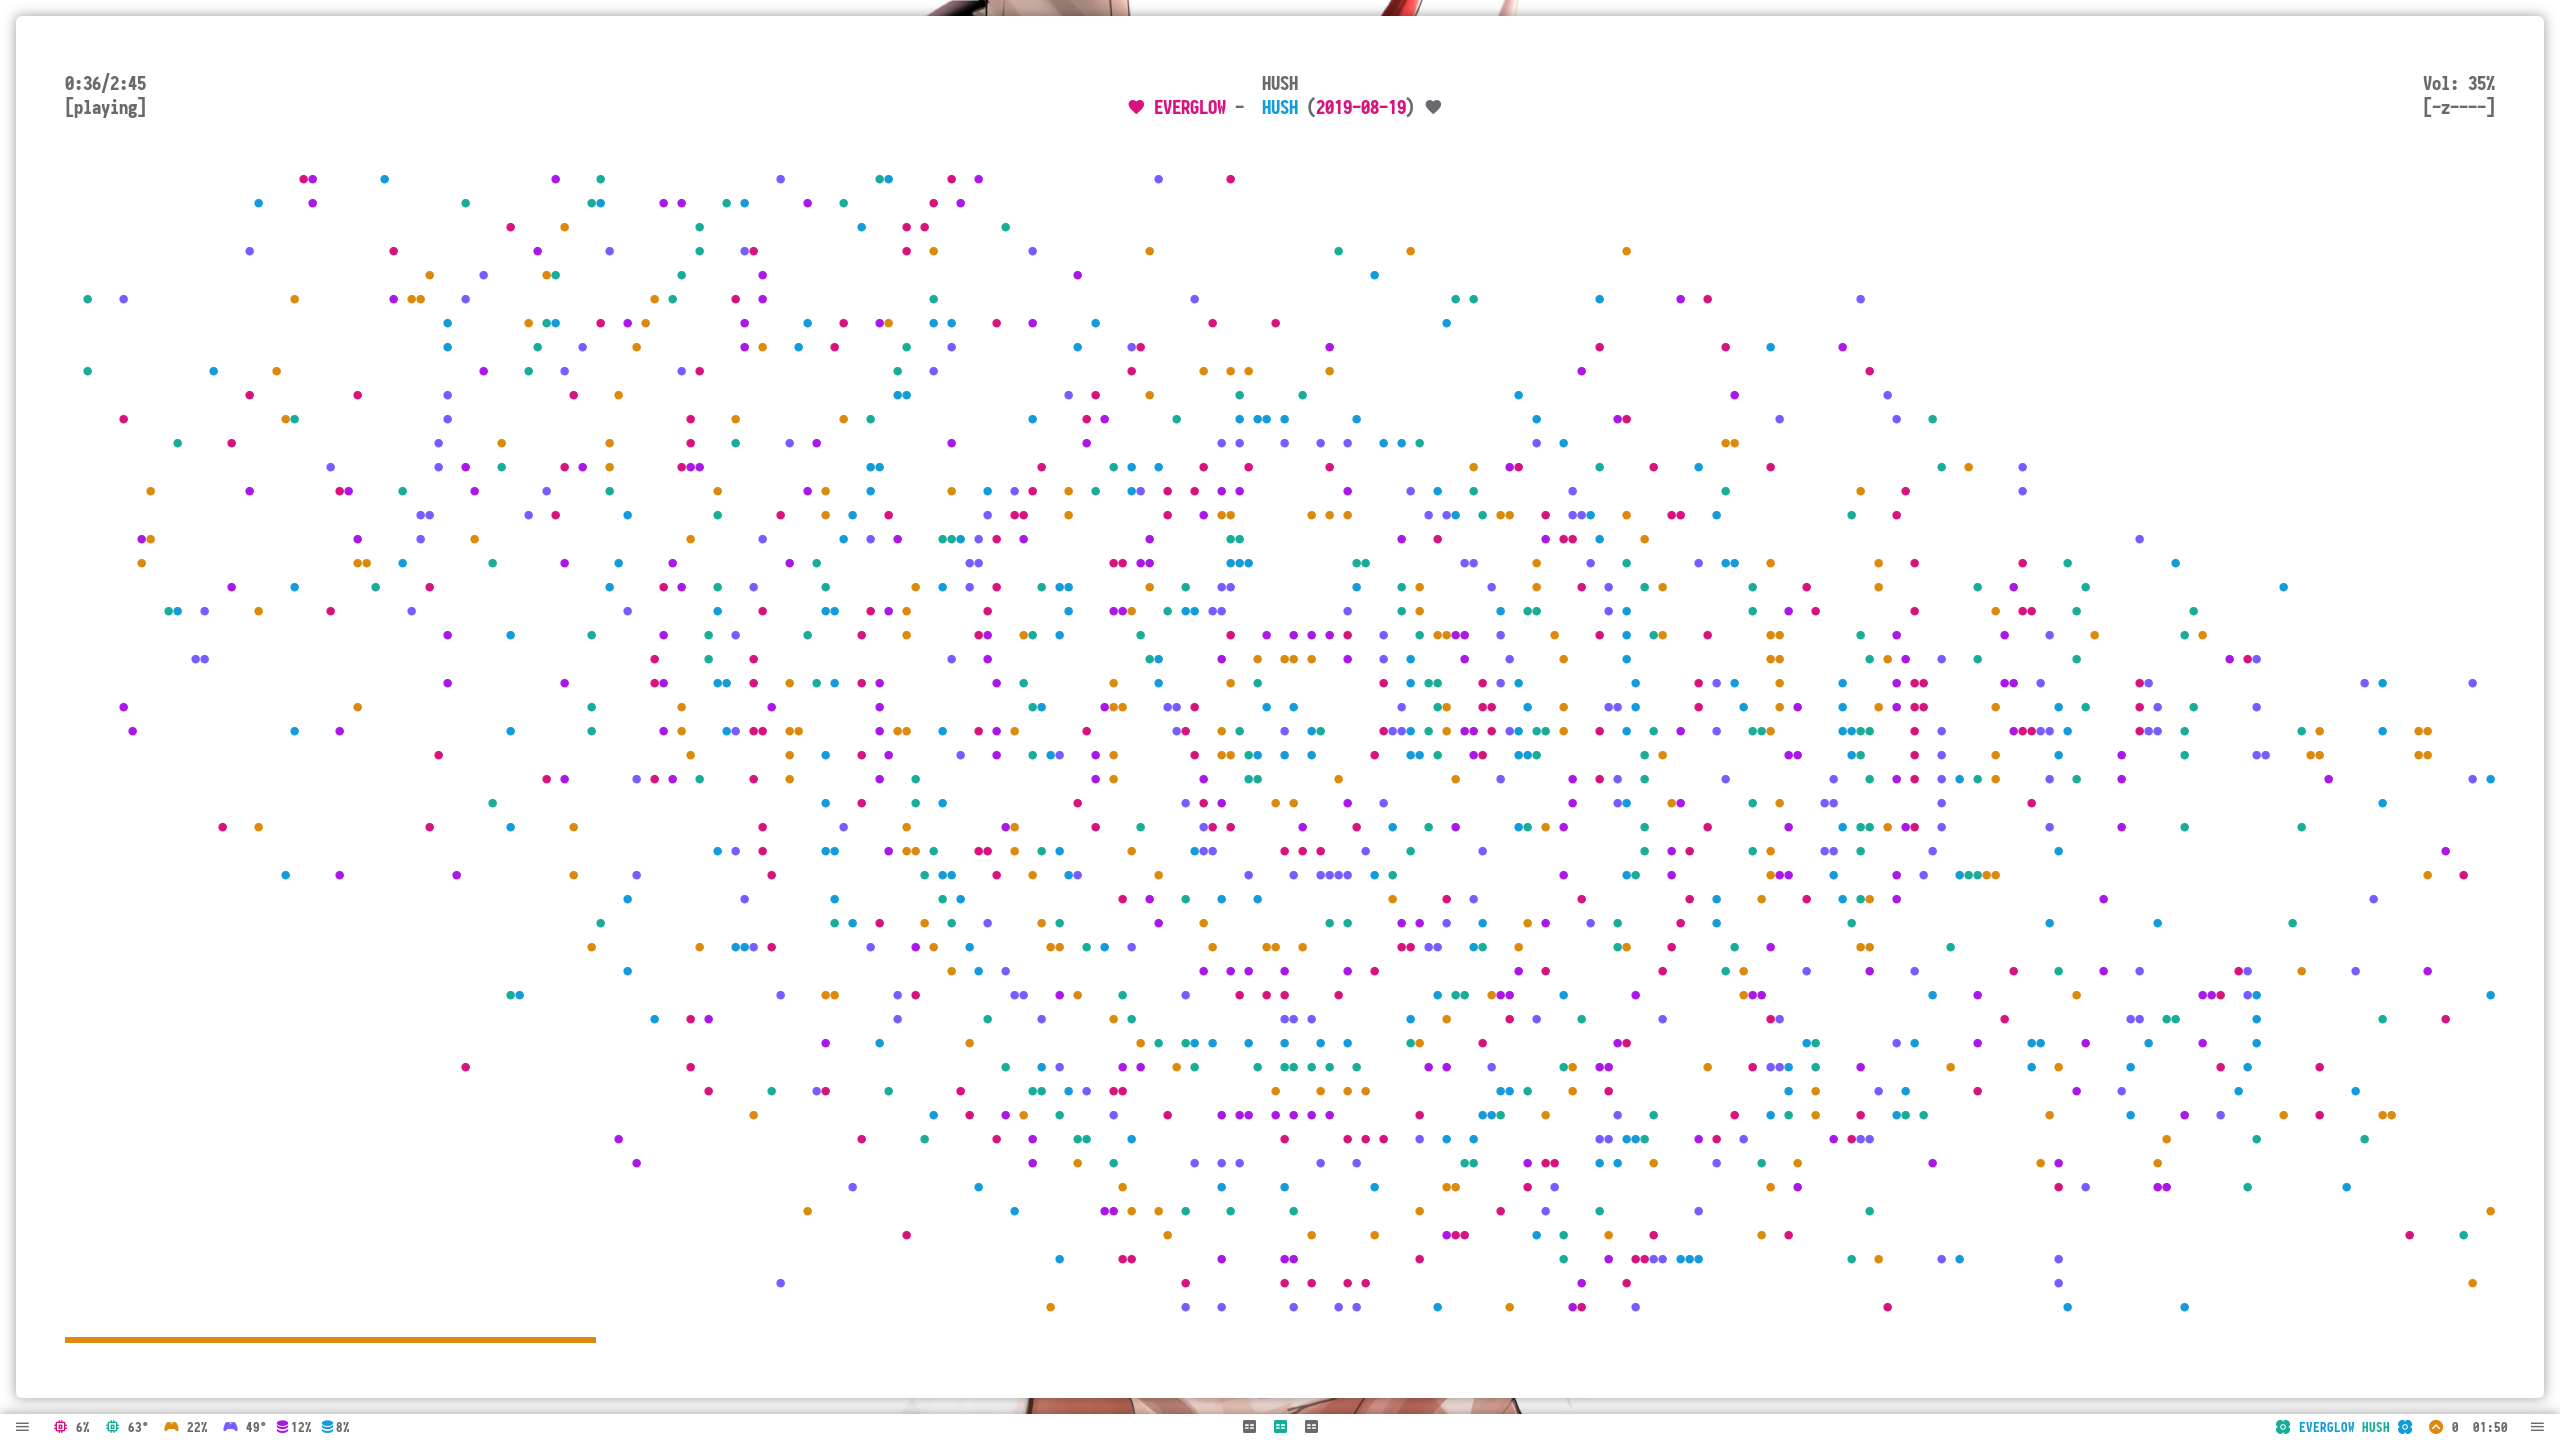 0:36/2:45
HUSH
Vol: 35%
[playing]
EVERGLOW - HUSH (2019-08-19)
[-z----]
6% 63° 22% 49° 12% 8%
EVERGLOW HUSH 0 01:50